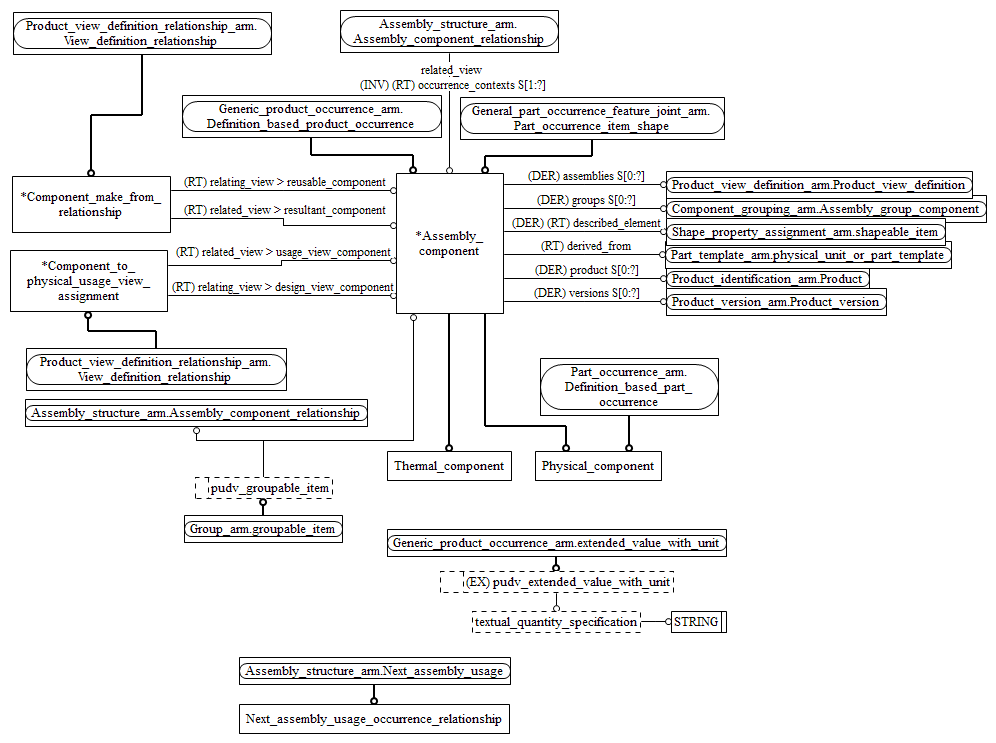 Product_view_definition_relationship_arm.
View_definition_relationship
Assembly_structure_arm.
Assembly_component_relationship
related_view
(INV) (RT) occurrence_contexts S[1:?]
Generic_product_occurrence_arm.
Definition_based_product_occurrence
General_part_occurrence_feature_joint_arm.
Part_occurrence_item_shape
*Component_make_from_
relationship
(RT) relating_view > reusable_component
(RT) related_view > resultant_component
*Component_to_
physical_usage_view_
assignment
(RT) related_view > usage_view_component
(RT) relating_view > design_view_component
*Assembly_
component
(DER) assemblies S[0:?]
Product_view_definition_arm.Product_view_definition
(DER) groups S[0:?]
Component_grouping_arm.Assembly_group_component
(DER) (RT) described_element
Shape_property_assignment_arm.shapeable_item
(RT) derived_from
Part_template_arm.physical_unit_or_part_template
(DER) product S[0:?]
Product_identification_arm.Product
(DER) versions S[0:?]
Product_version_arm.Product_version
Product_view_definition_relationship_arm.
View_definition_relationship
Part_occurrence_arm.
Definition_based_part_
occurrence
Assembly_structure_arm.Assembly_component_relationship
Thermal_component
Physical_component
pudv_groupable_item
Group_arm.groupable_item
Generic_product_occurrence_arm.extended_value_with_unit
(EX) pudv_extended_value_with_unit
textual_quantity_specification
STRING
Assembly_structure_arm.Next_assembly_usage
Next_assembly_usage_occurrence_relationship